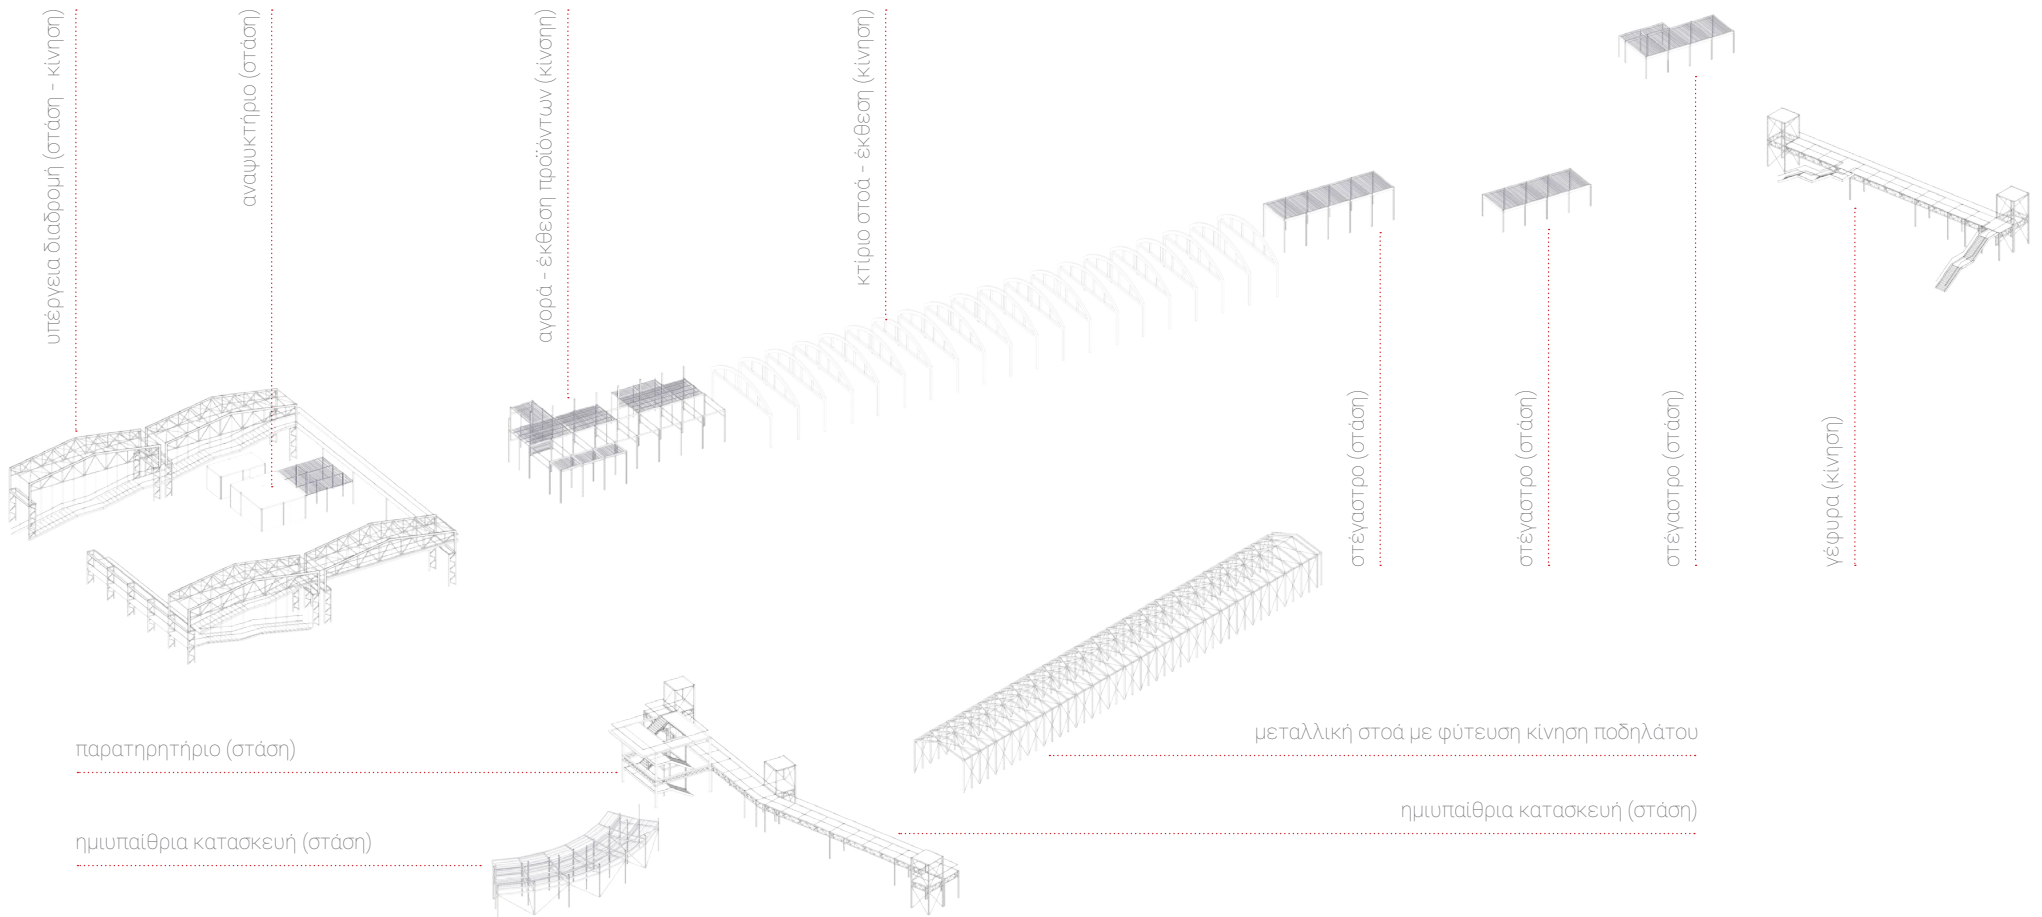 υπέργεια διαδρομή (στάση - κίνηση)
αναψυκτήριο (στάση)
αγορά - έκθεση προϊόντων (κίνηση)
κτίριο στοά - έκθεση (κίνηση)
στέγαστρο (στάση)
στέγαστρο (στάση)
στέγαστρο (στάση)
γέφυρα (κίνηση)
παρατηρητήριο (στάση)
μεταλλική στοά με φύτευση κίνηση ποδηλάτου
ημιυπαίθρια κατασκευή (στάση)
ημιυπαίθρια κατασκευή (στάση)